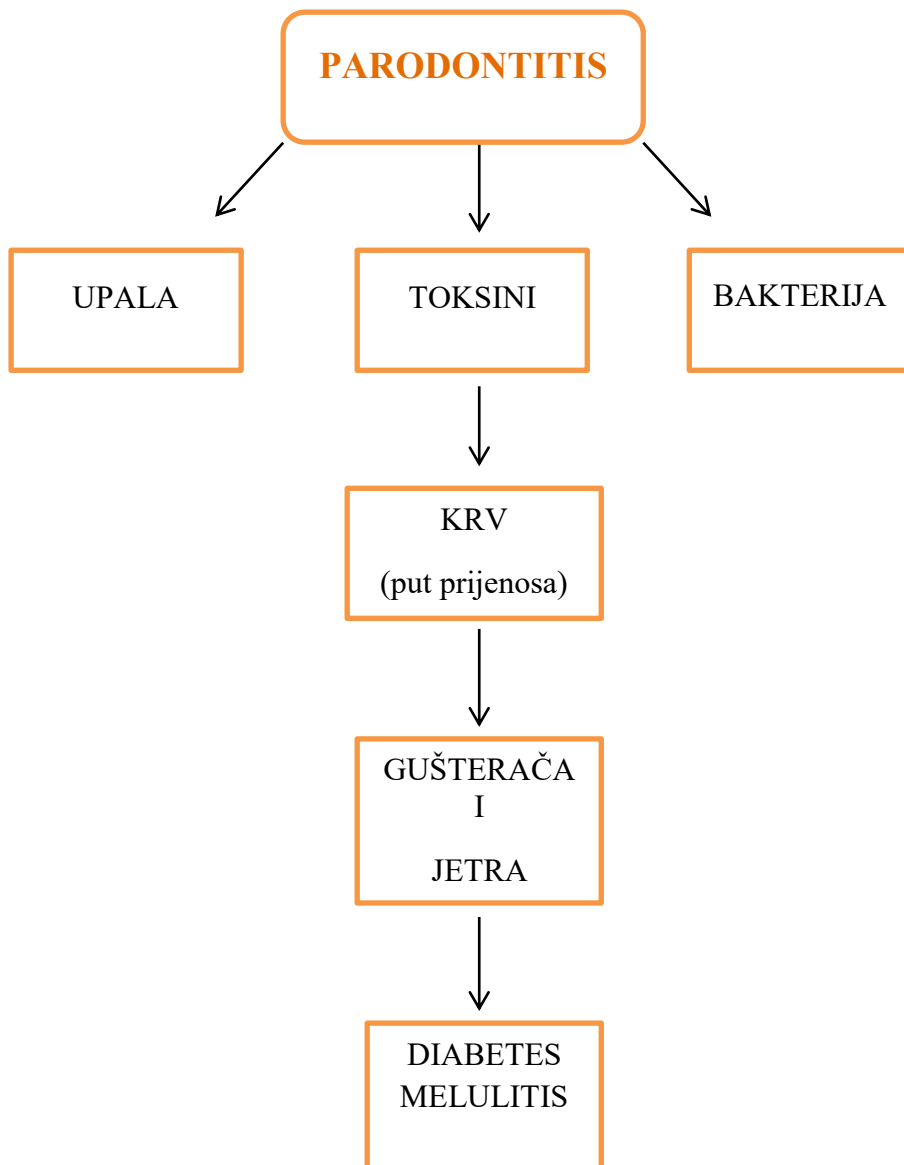 PARODONTITIS
UPALA
TOKSINI
BAKTERIJA
KRV
(put prijenosa)
GUŠTERAČA
I
JETRA
DIABETES
MELULITIS